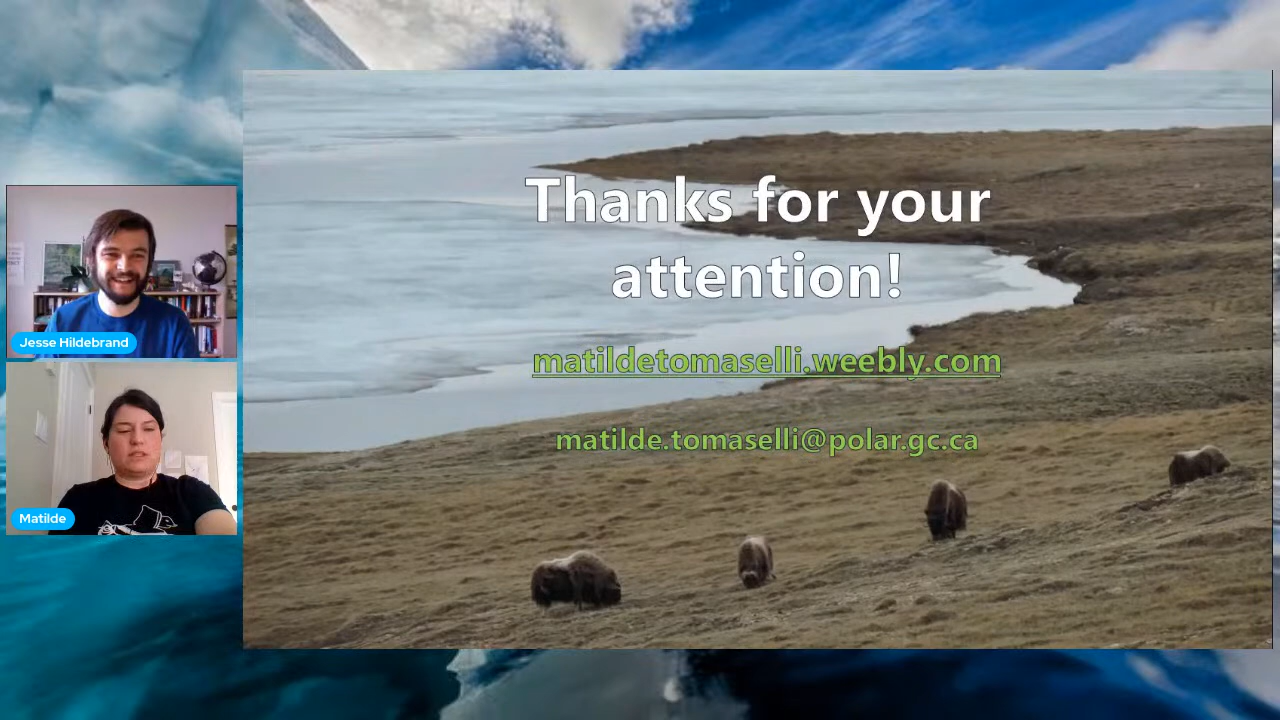 Thanks for your
attention!
matildetomaselli.weebly.com
matilde.tomaselli@polar.gc.ca
Jesse Hildebrand
Matilde